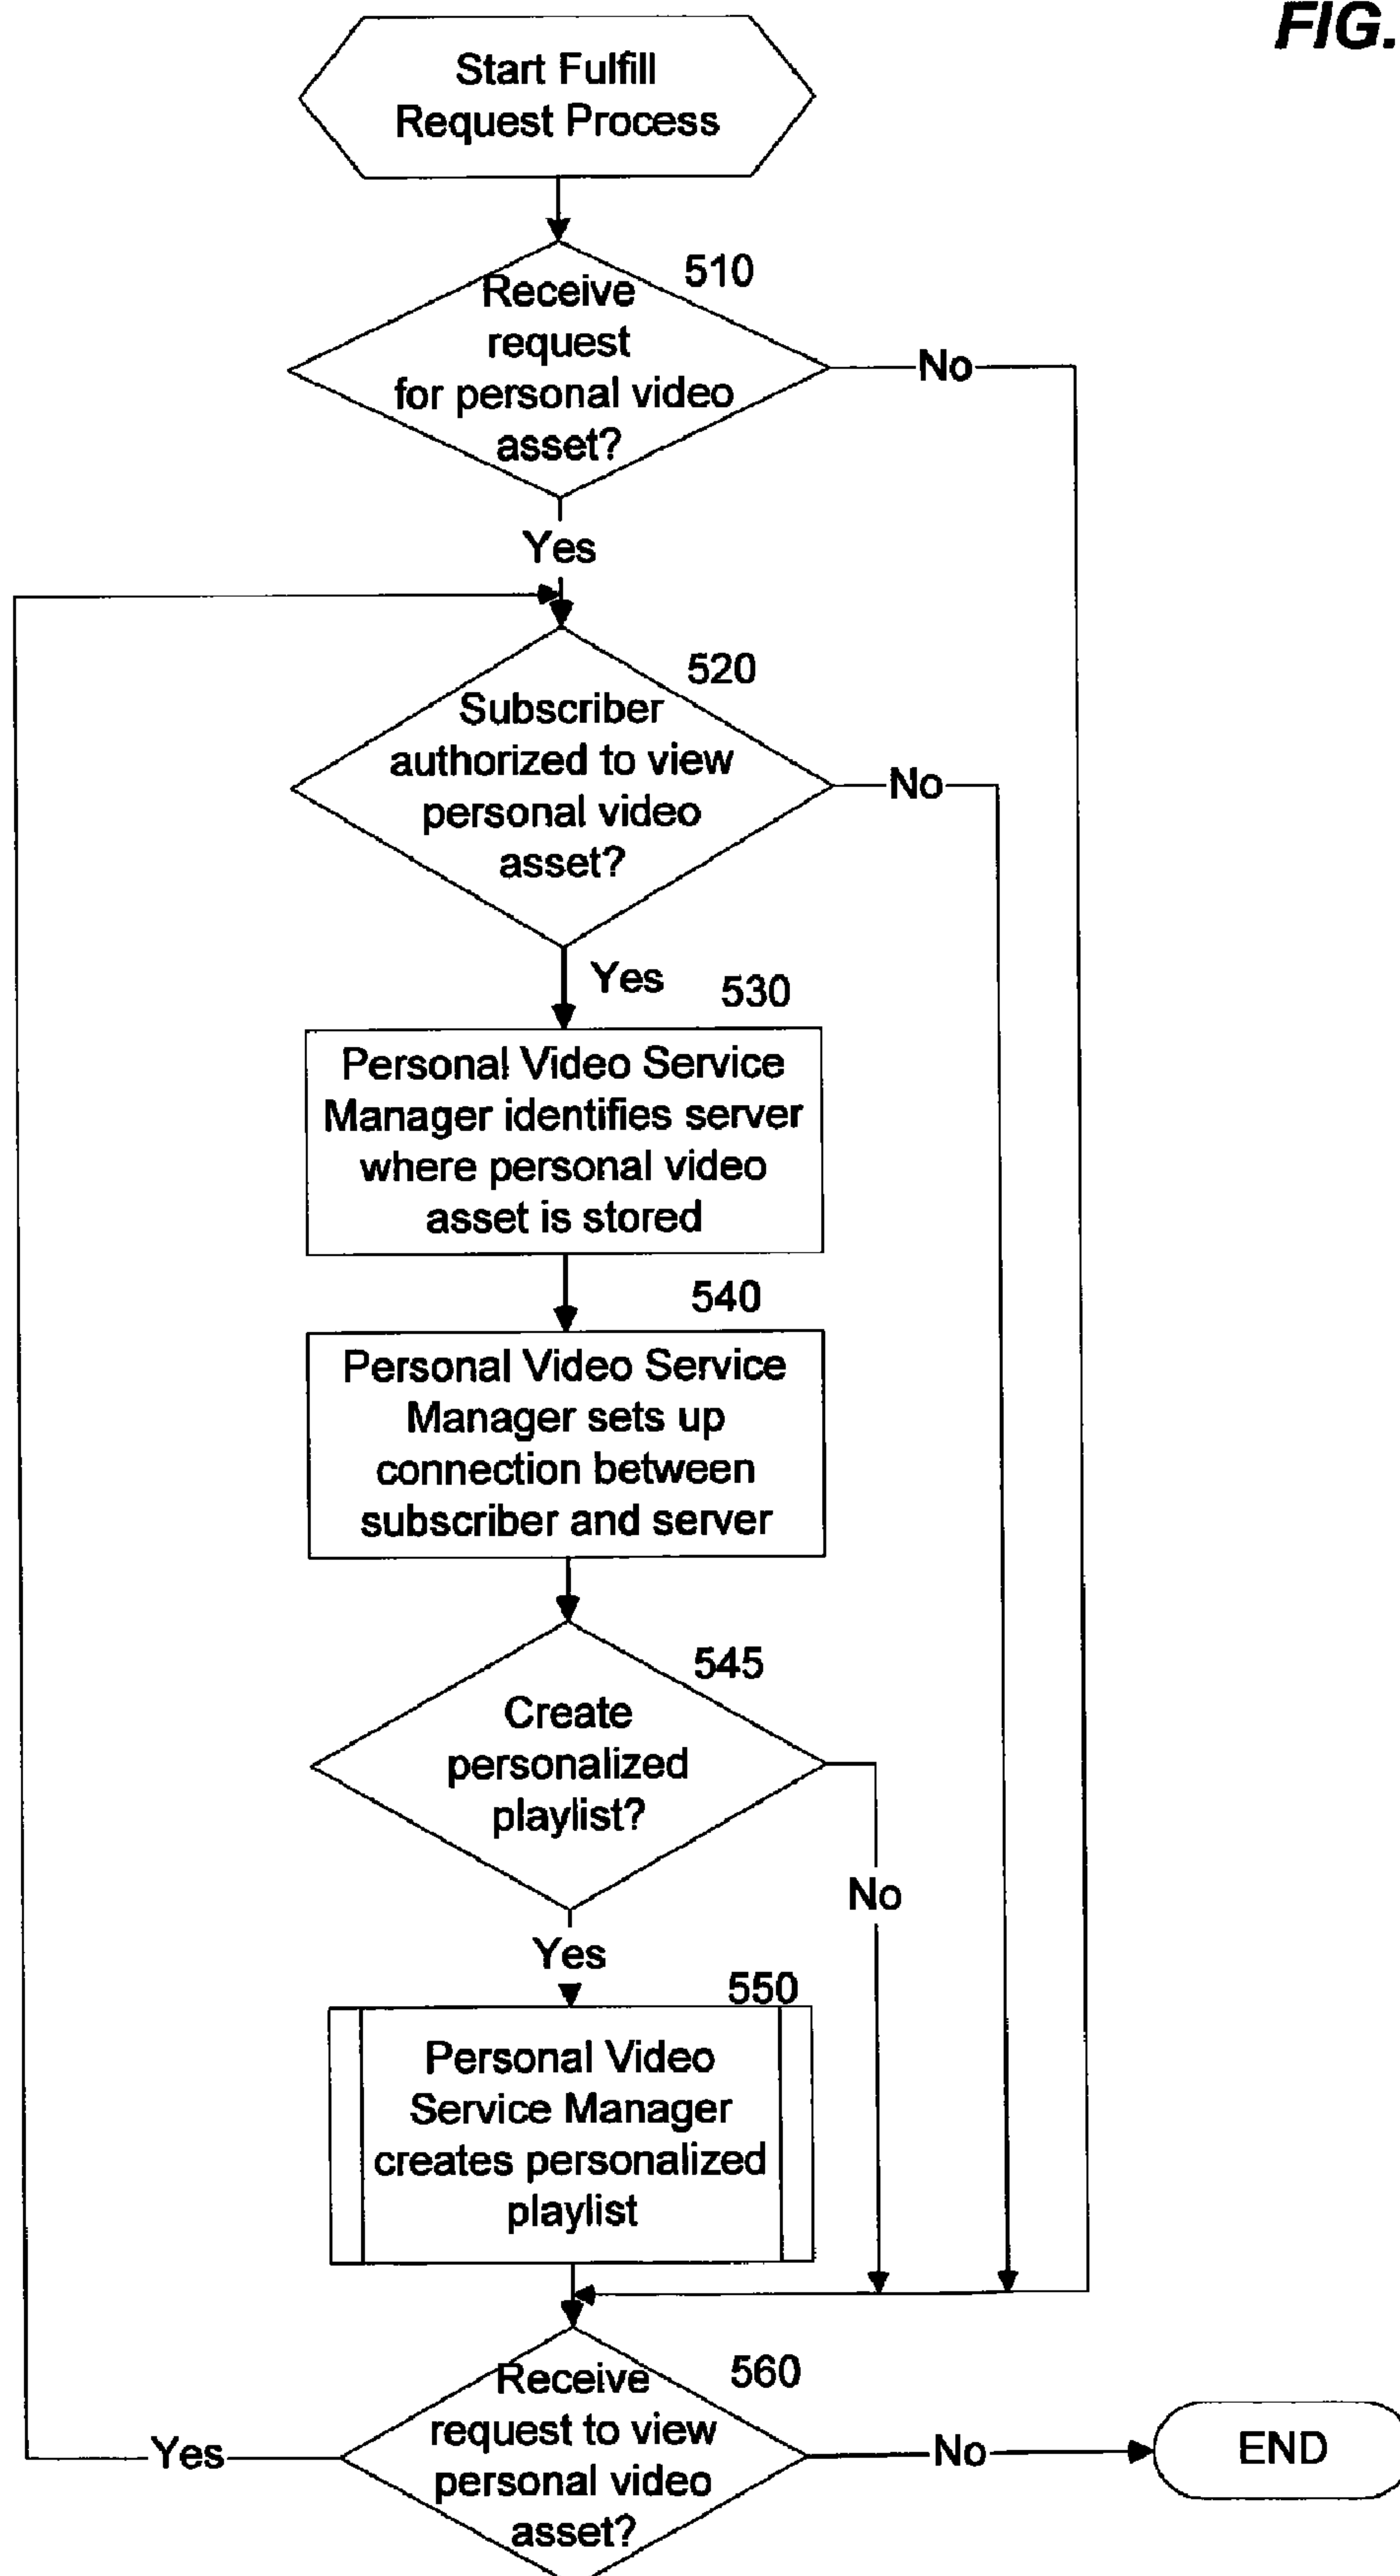 FIG.
Start Fulfill
Request Process
510
Receive
request
for personal video
asset?
No
Yes
520
Subscriber
authorized to view
personal video
asset?
No
Yes
530
Personal Video Service
Manager identifies server
where personal video
asset is stored
540
Personal Video Service
Manager sets up
connection between
subscriber and server
545
Create
personalized
playlist?
No
Yes
550
Personal Video
Service Manager
creates personalized
playlist
560
Receive
request to view
personal video
asset?
Yes
No
END